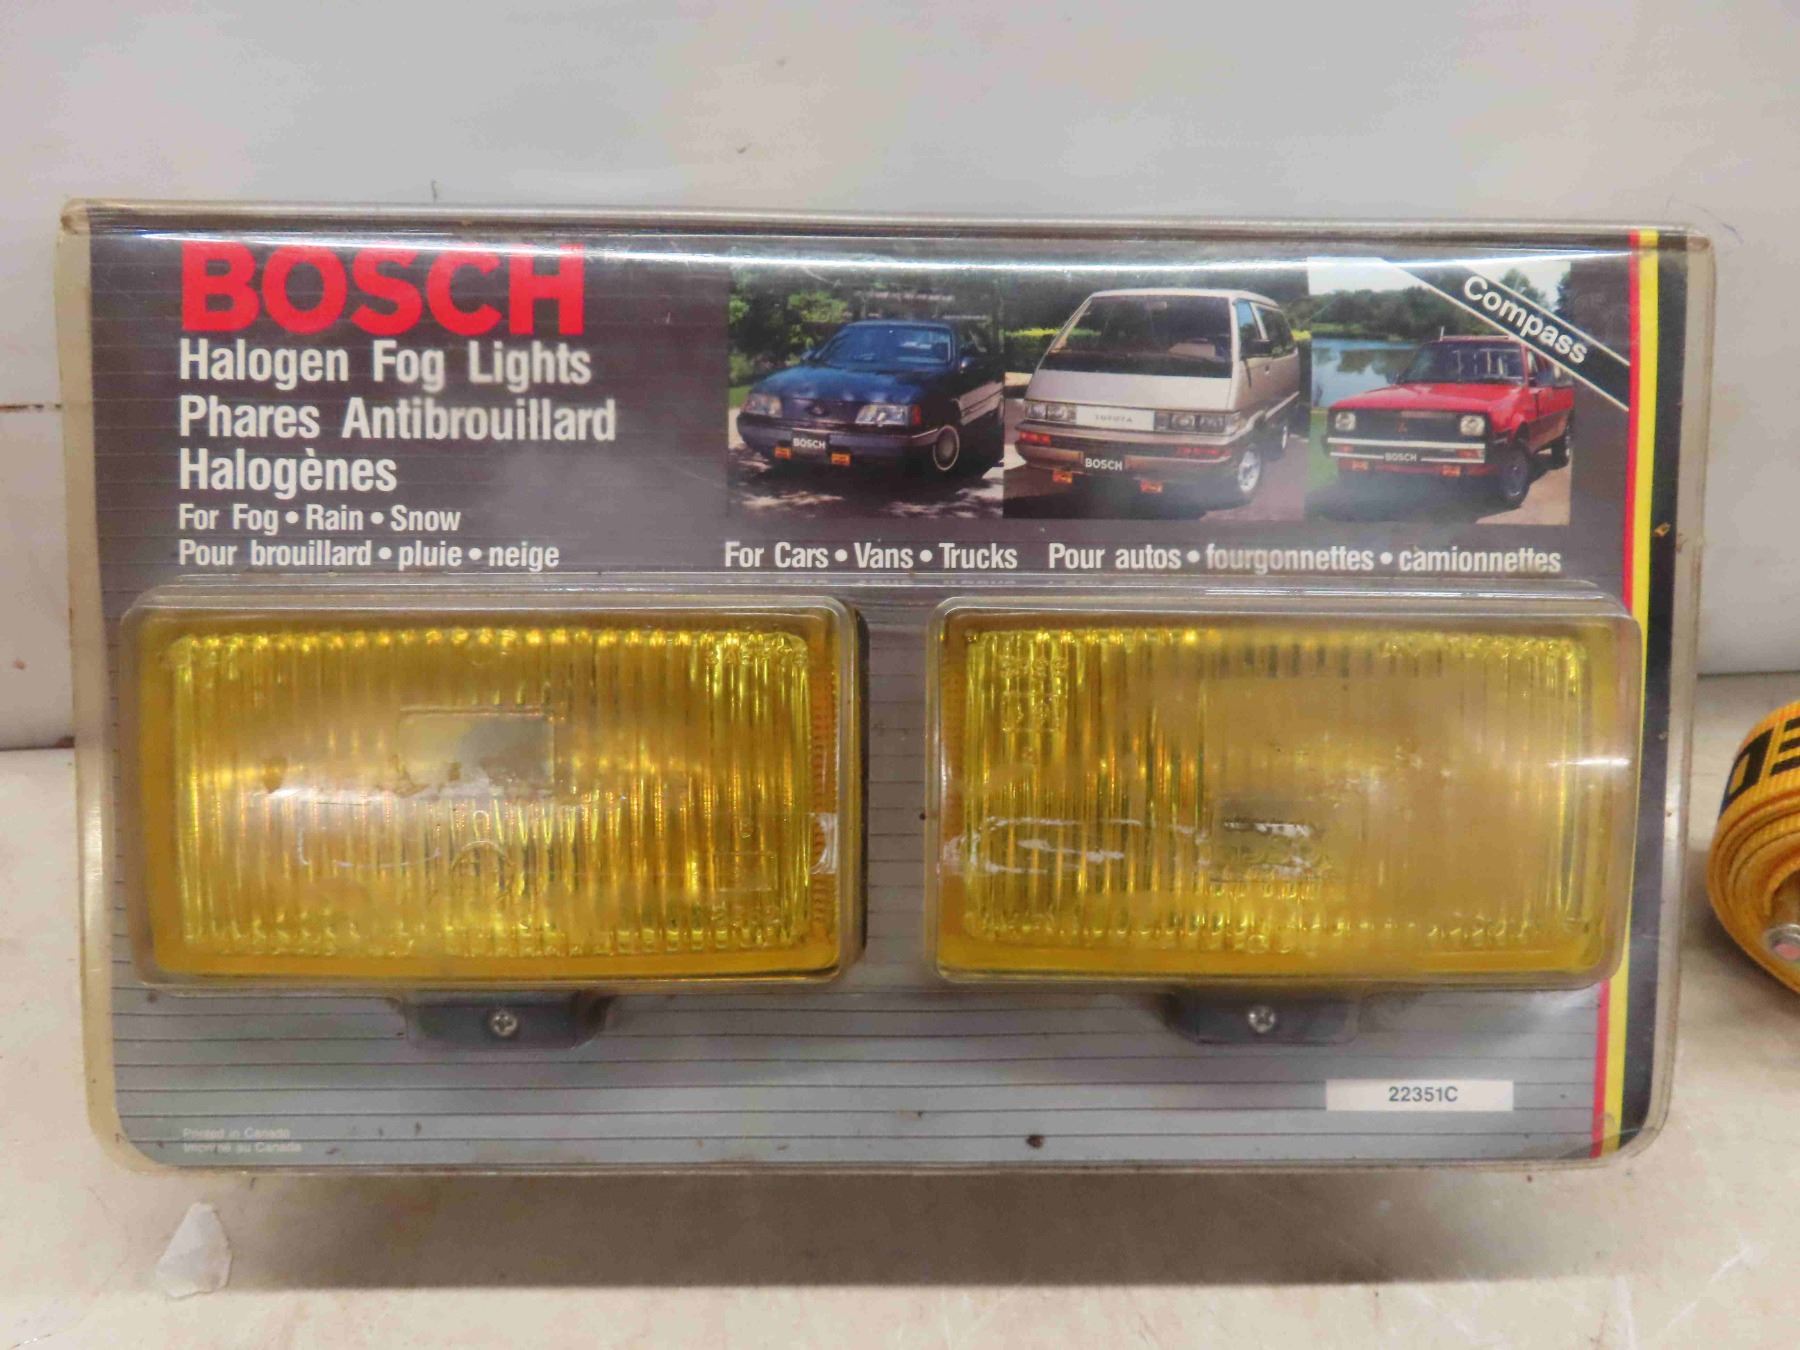 BOSCH
Halogen Fog Lights
Phares Antibrouillard
Halogènes
For Fog • Rain • Snow
Pour brouillard • pluie • neige
Compass
TOYOTA
BOSCH
BOSCH
BOSCH
For Cars • Vans • Trucks Pour autos • fourgonnettes • camionnettes
22351C
Printed in Canada
Imprimé au Canada